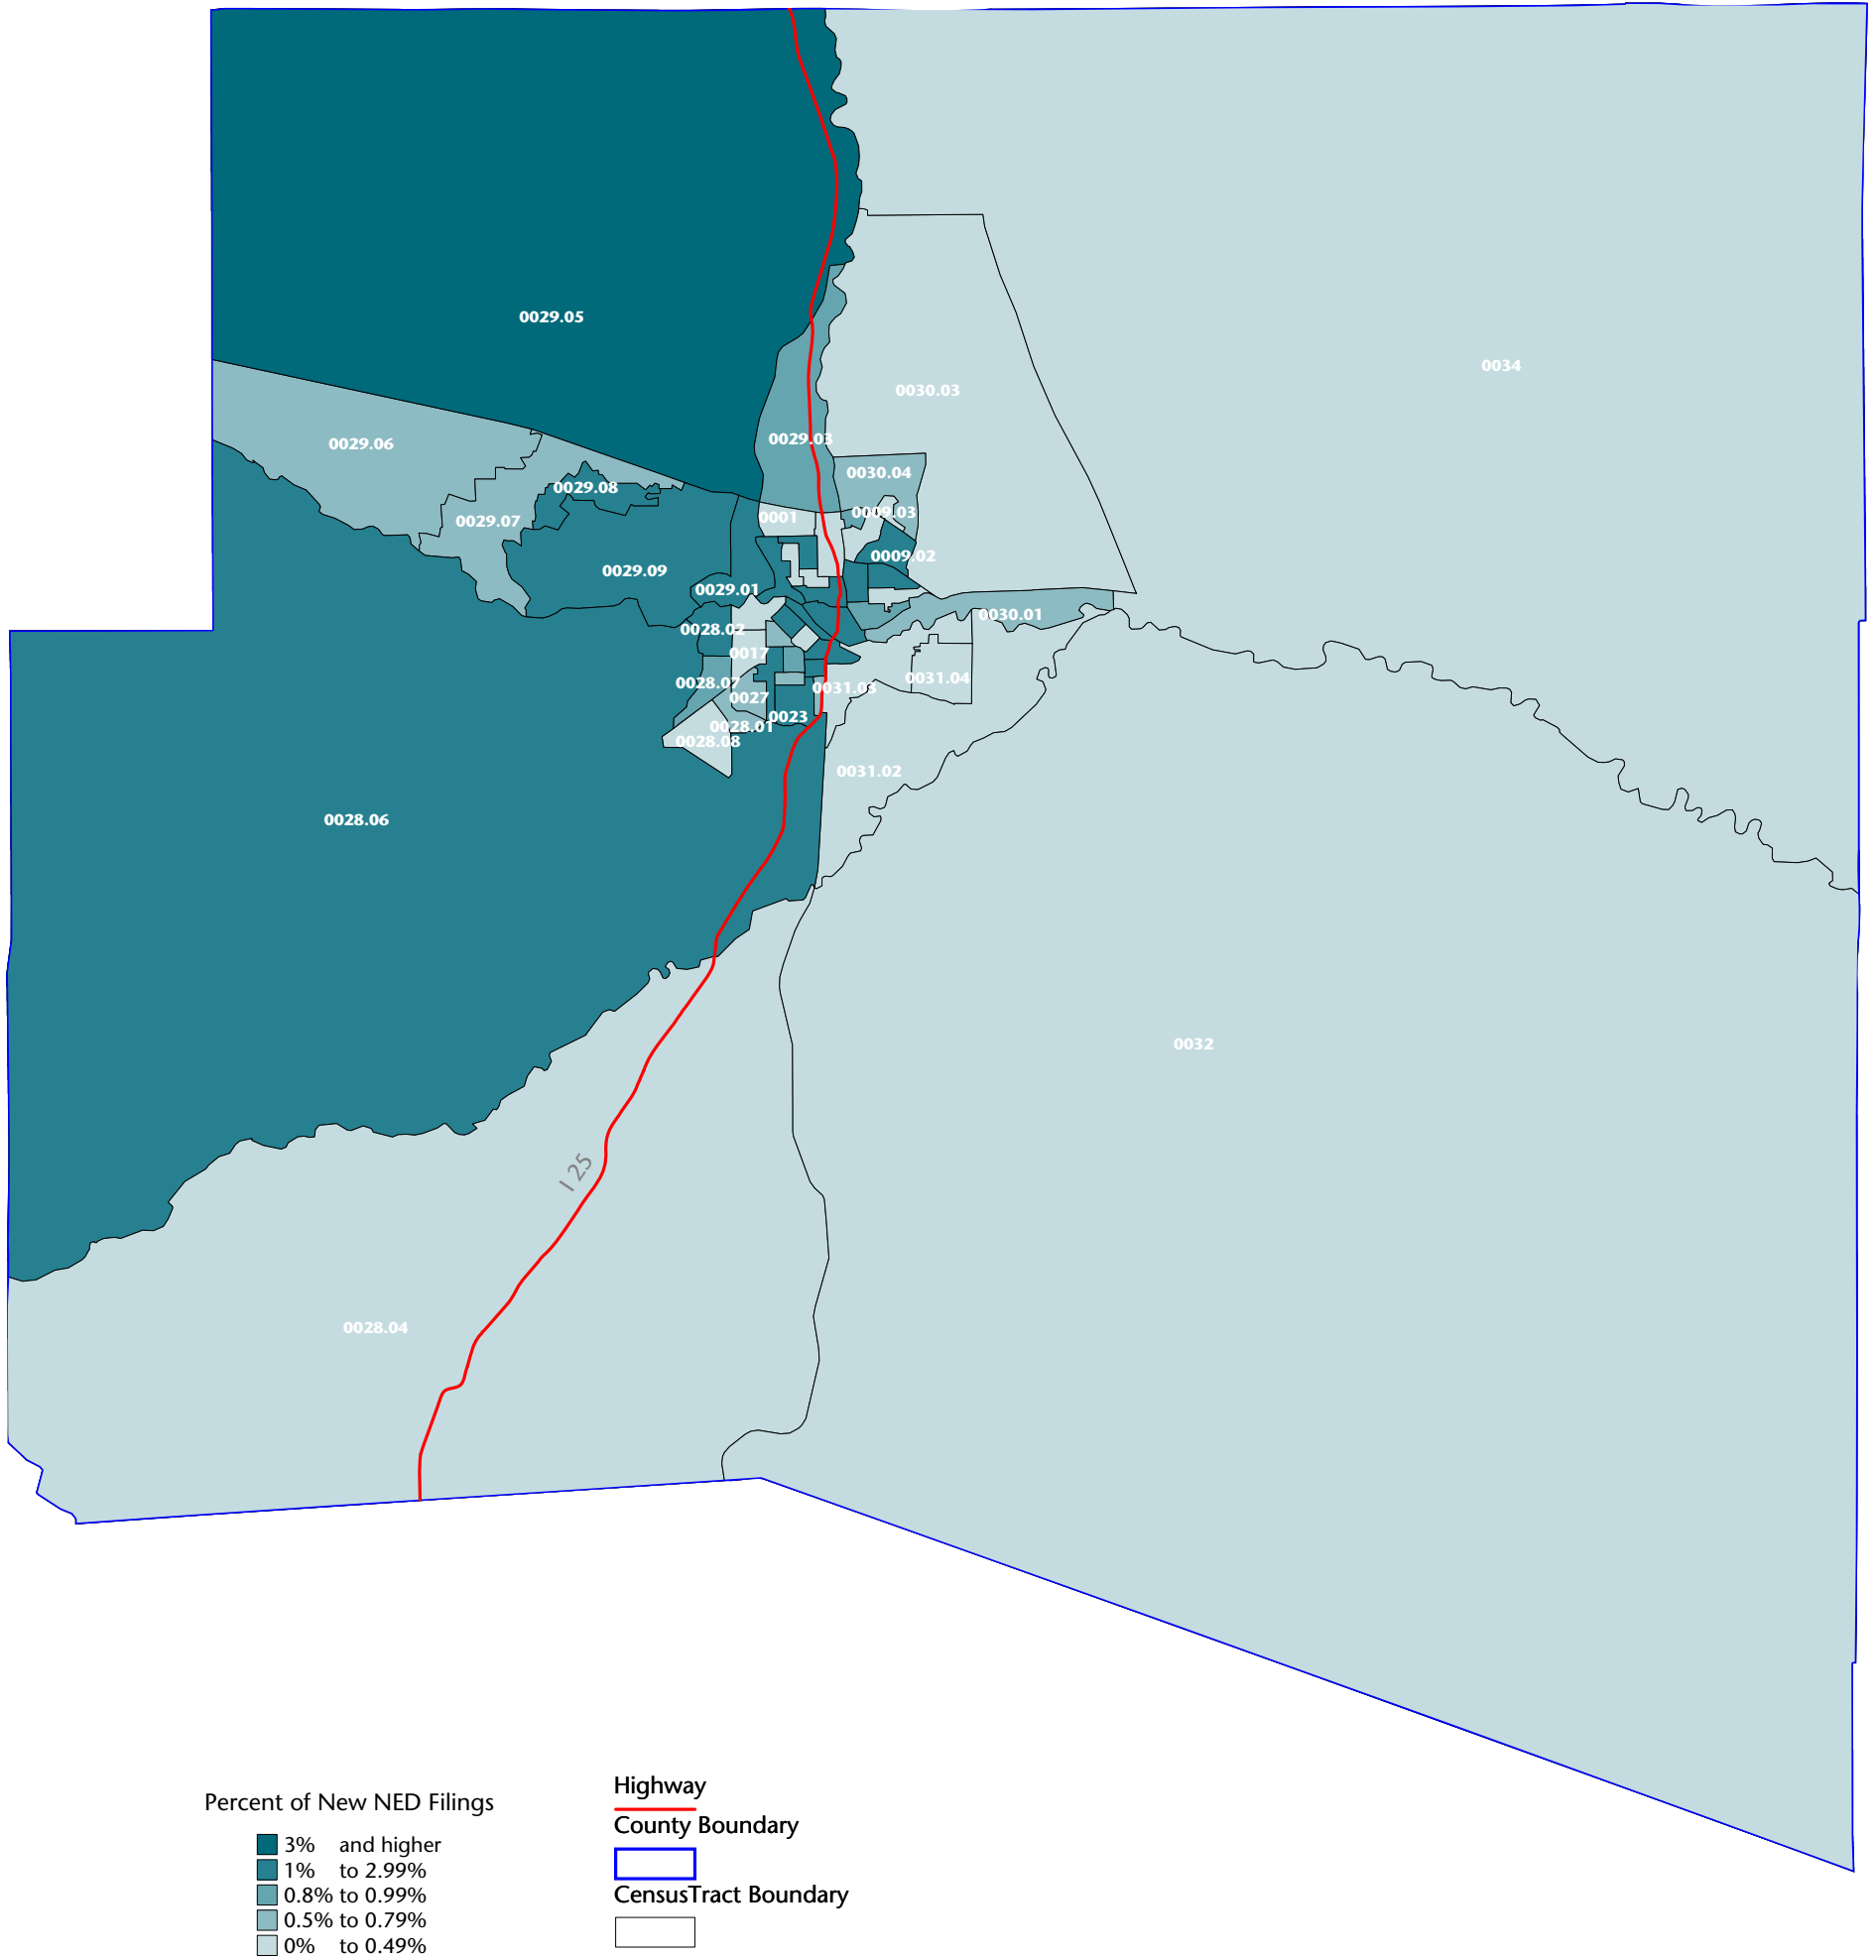 0029.05
0034
0030.03
0029.06
0029.03
0030.04
0029.08
0009.03
0001
0029.07
0009.02
0029.09
0029.01
0030.01
0028.02
0017
0031.04
0028.07
0031.03
0027
0023
0028.01
0028.08
0031.02
0028.06
0032
I 25
0028.04
Percent of New NED Filings
3% and higher
1% to 2.99%
0.8% to 0.99%
0.5% to 0.79%
0% to 0.49%
Highway
County Boundary
CensusTract Boundary